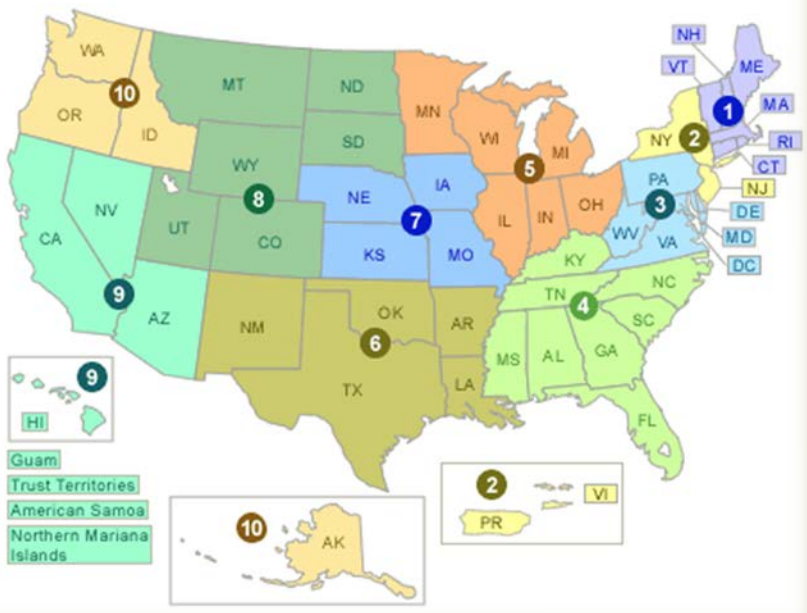 NH
WA
VT
ME
10
MT
ND
MN
1
MA
OR
ID
SD
WI
MI
NY
2
RI
WY
5
CT
PA
NJ
NE
IA
8
3
DE
NV
UT
CO
7
IL
IN
OH
WV
VA
MD
CA
KS
MO
KY
DC
9
TN
NC
AZ
NM
OK
AR
4
SC
6
MS
AL
GA
TX
LA
9
FL
HI
Guam
Trust Territories
American Samoa
Northern Mariana
Islands
10
AK
2
VI
PR